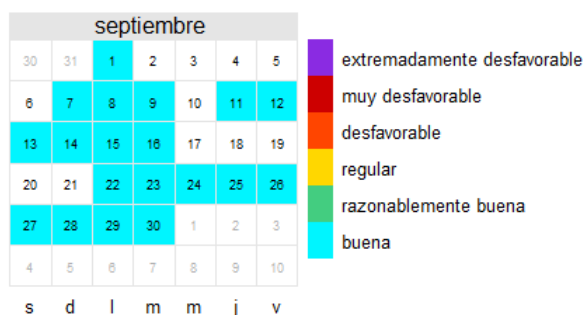 septiembre
30 31 1 2 3 4 5
6 7 8 9 10 11 12
13 14 15 16 17 18 19
20 21 22 23 24 25 26
27 28 29 30 1 2 3
4 5 6 7 8 9 10
s d l m m j v
extremadamente desfavorable
muy desfavorable
desfavorable
regular
razonablemente buena
buena